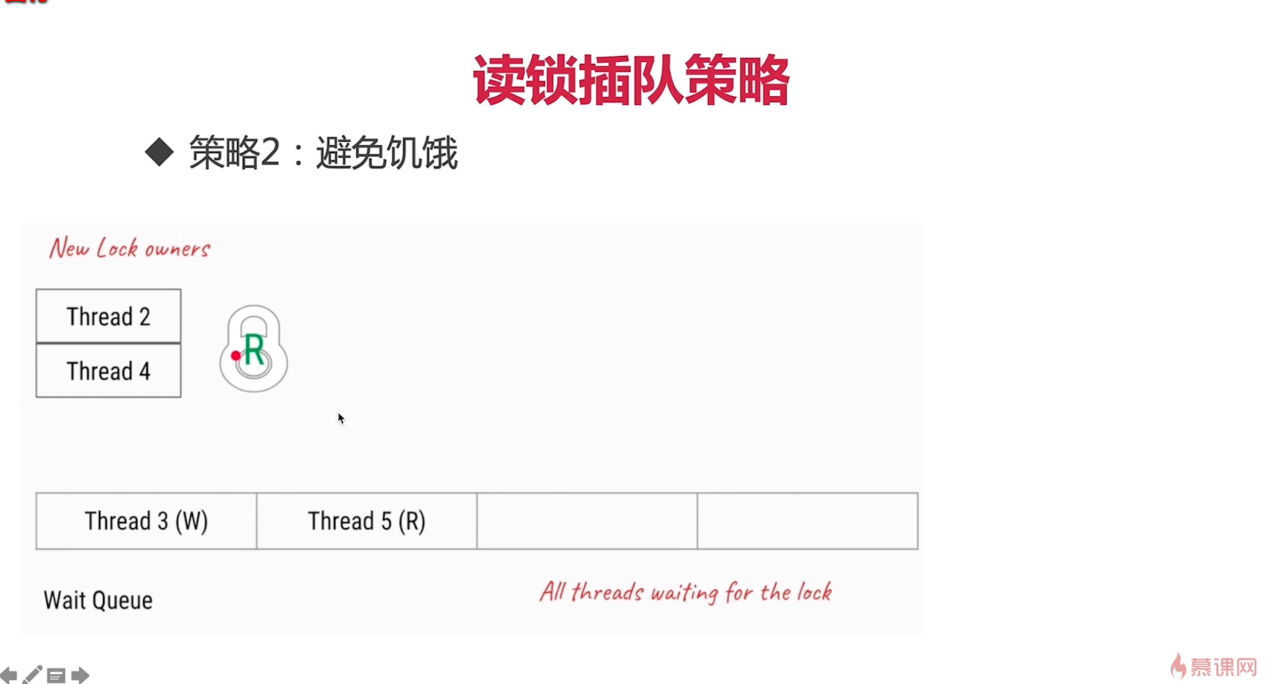 读锁插队策略
策略2：避免饥饿
New Lock owners
Thread 2
Thread 4
R
Thread 3 (W)
Thread 5 (R)
Wait Queue
All threads waiting for the lock
慕课网